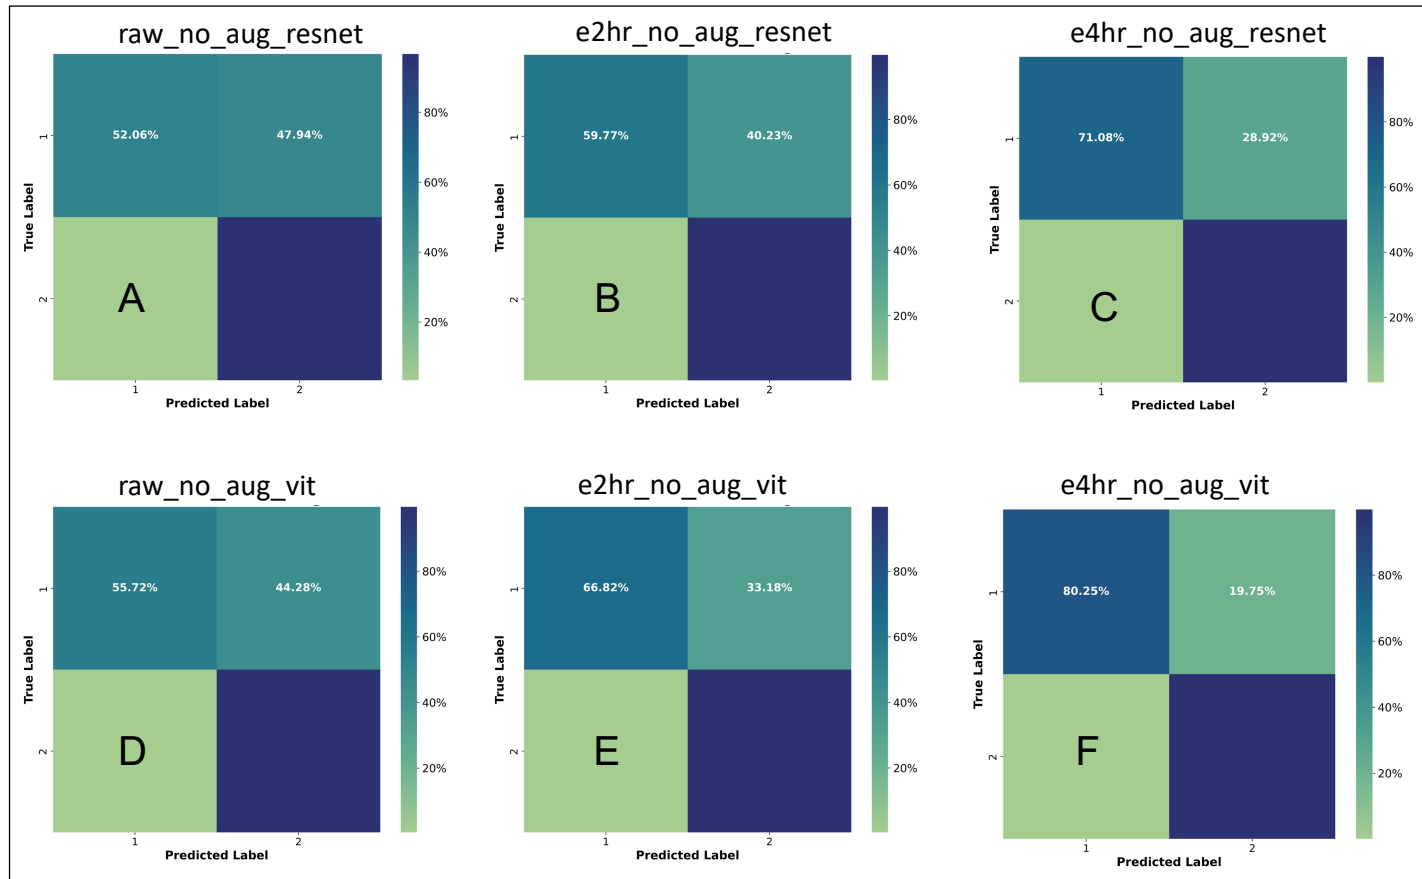 raw_no_aug_resnet
52.06% 47.94%
A
1
2
True Label
1 2
Predicted Label
80%
60%
40%
20%
e2hr_no_aug_resnet
59.77% 40.23%
B
1
2
True Label
1 2
Predicted Label
80%
60%
40%
20%
e4hr_no_aug_resnet
71.08% 28.92%
C
1
2
True Label
1 2
Predicted Label
80%
60%
40%
20%
raw_no_aug_vit
55.72% 44.28%
D
1
2
True Label
1 2
Predicted Label
80%
60%
40%
20%
e2hr_no_aug_vit
66.82% 33.18%
E
1
2
True Label
1 2
Predicted Label
80%
60%
40%
20%
e4hr_no_aug_vit
80.25% 19.75%
F
1
2
True Label
1 2
Predicted Label
80%
60%
40%
20%